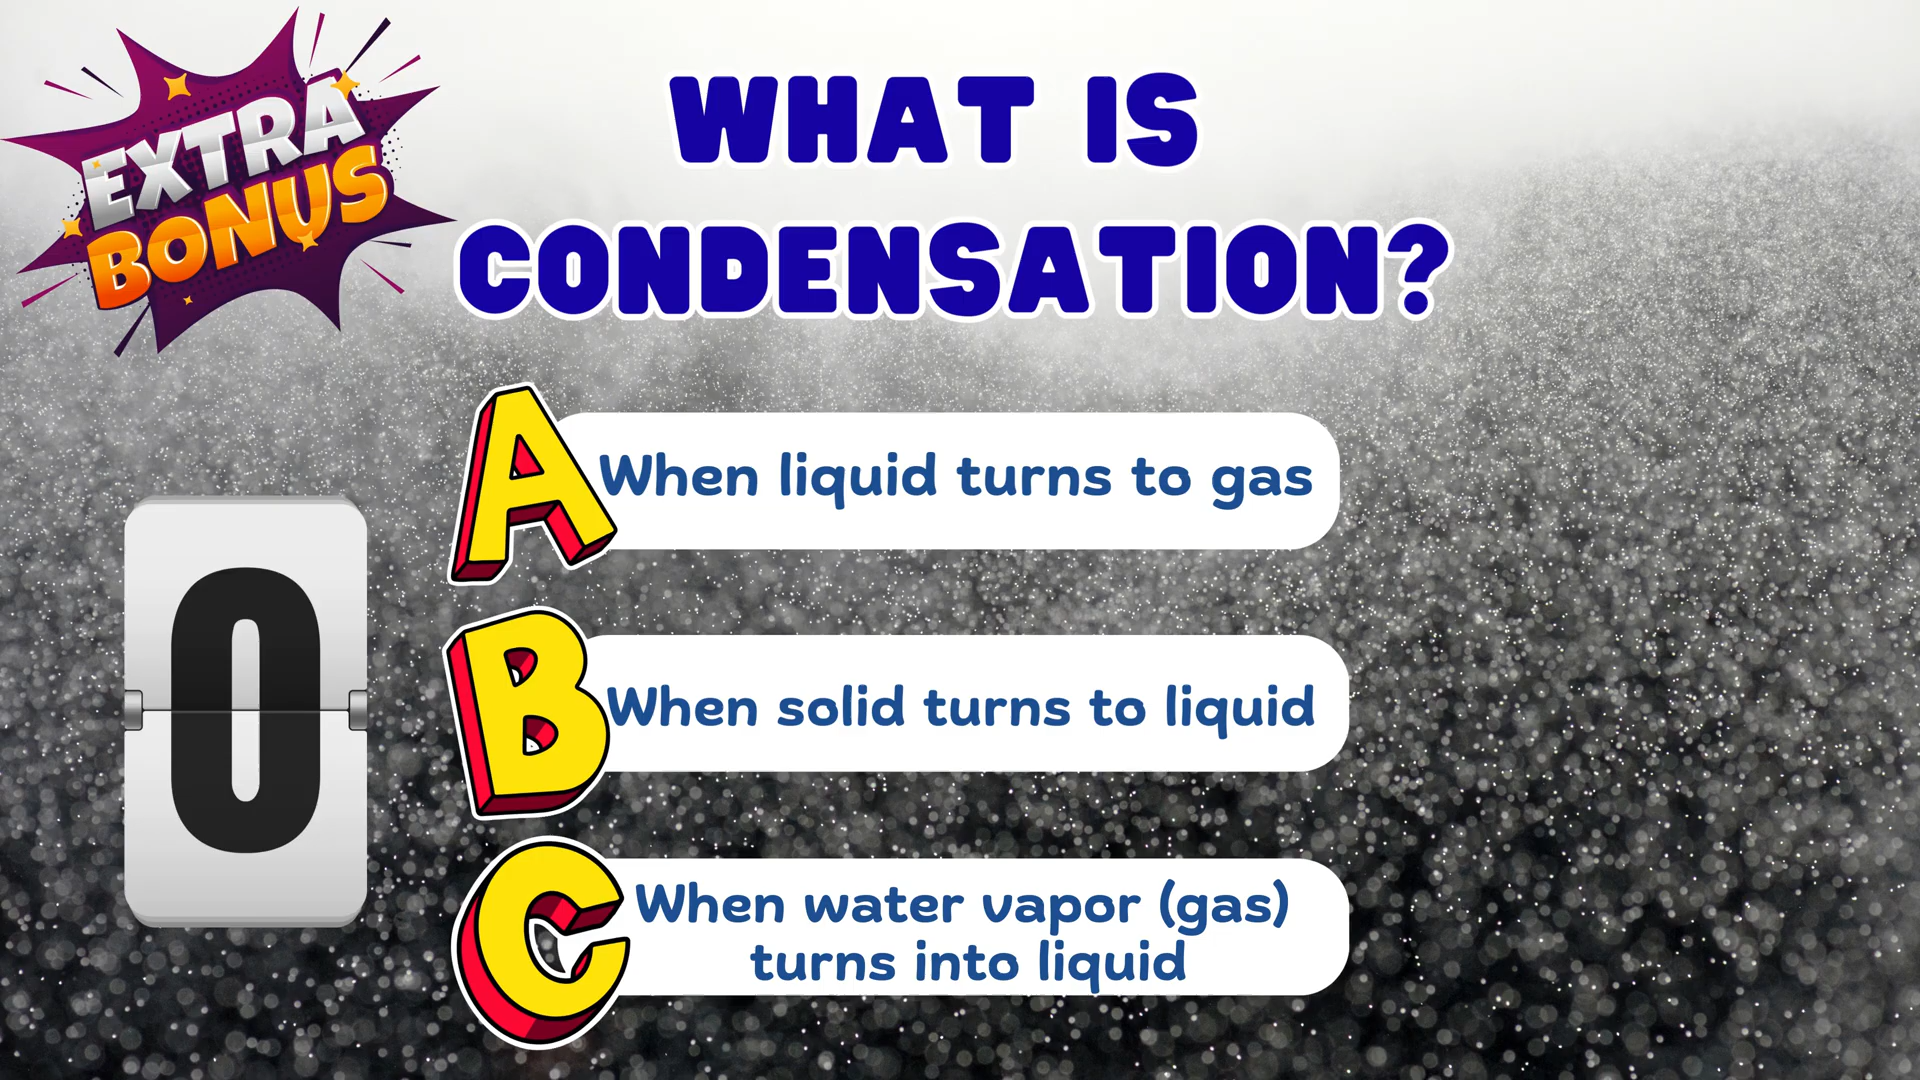 EXTRA
BONUS
WHAT IS
CONDENSATION?
A
When liquid turns to gas
B
When solid turns to liquid
0
C
When water vapor (gas)
turns into liquid